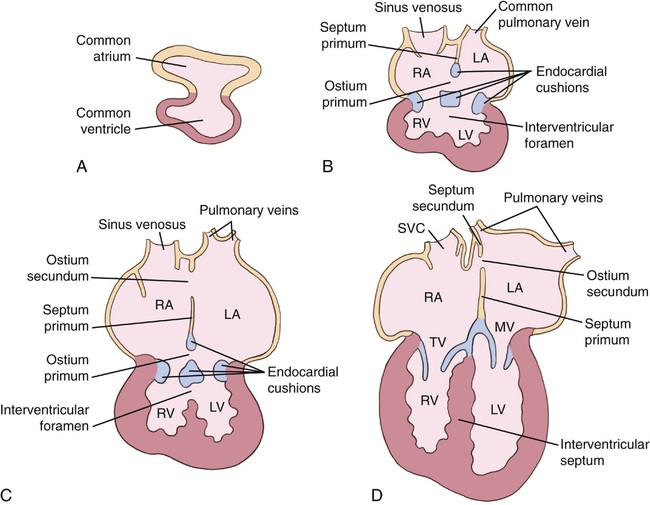 Common
atrium
Common
ventricle
A
Sinus venosus
Common
pulmonary vein
Septum
primum
LA
RA
Endocardial
cushions
Ostium
primum
RV
LV
Interventricular
foramen
B
Pulmonary veins
Sinus venosus
Ostium
secundum
RA
LA
Septum
primum
Ostium
primum
Endocardial
cushions
Interventricular
foramen
RV
LV
C
Septum
secundum
Pulmonary veins
SVC
Ostium
secundum
RA
LA
Septum
primum
TV
MV
RV
LV
Interventricular
septum
D